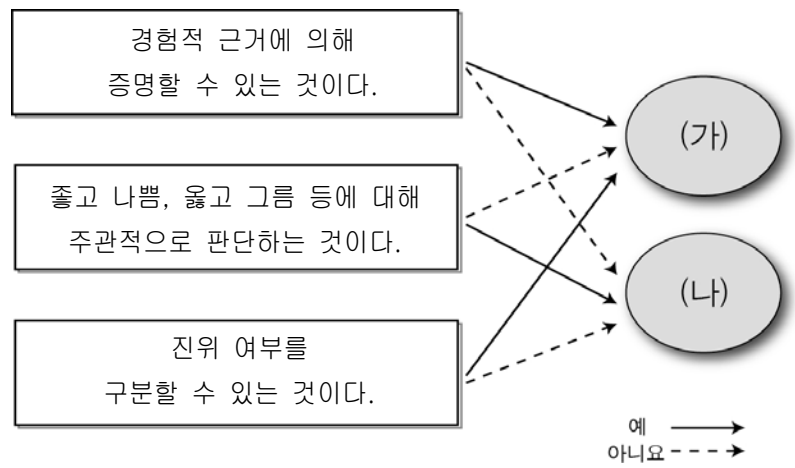 경험적 근거에 의해
증명할 수 있는 것이다.
(가)
좋고 나쁨, 옳고 그름 등에 대해
주관적으로 판단하는 것이다.
(나)
진위 여부를
구분할 수 있는 것이다.
예
아니요